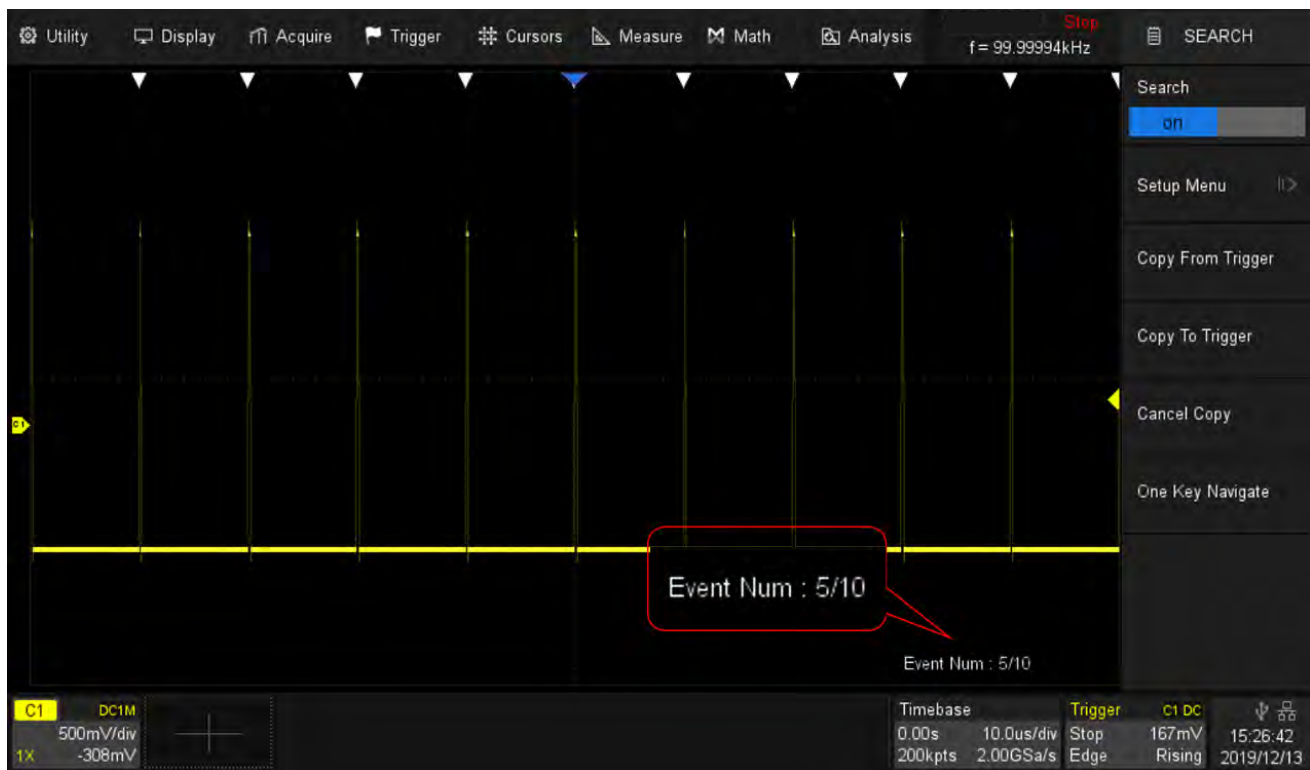 Utility Display Acquire Trigger Cursors Measure Math Analysis
Stop
f = 99.99994kHz
SEARCH
Search
on
Setup Menu
Copy From Trigger
Copy To Trigger
C1
Cancel Copy
One Key Navigate
Event Num : 5/10
Event Num : 5/10
C1 DC1M
500mV/div
1X -308mV
Timebase
0.00s 10.0us/div
200kpts 2.00GSa/s
Trigger C1 DC
Stop 167mV
Edge Rising
15:26:42
2019/12/13